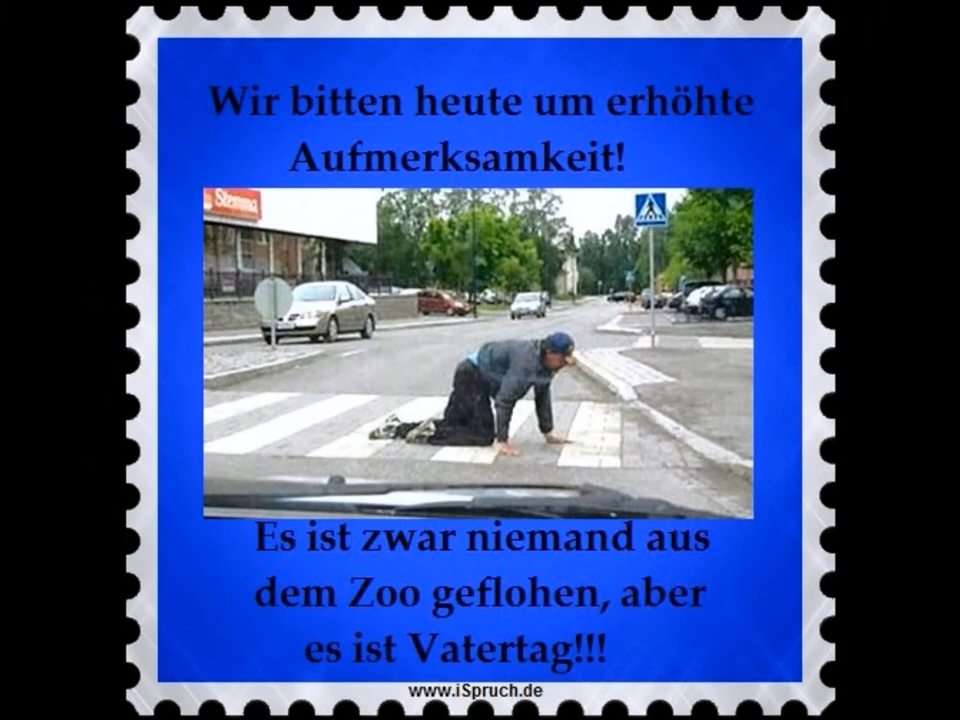 Wir bitten heute um erhöhte
Aufmerksamkeit!
Stemma
Es ist zwar niemand aus
dem Zoo geflohen, aber
es ist Vatertag!!!
www.iSpruch.de